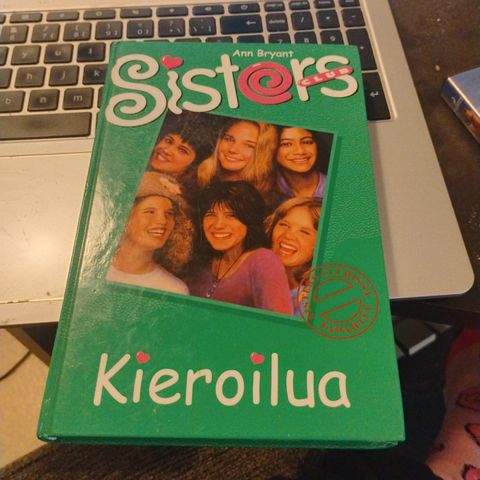 Ann Bryant
Sisters
CLUB
Kieroilua